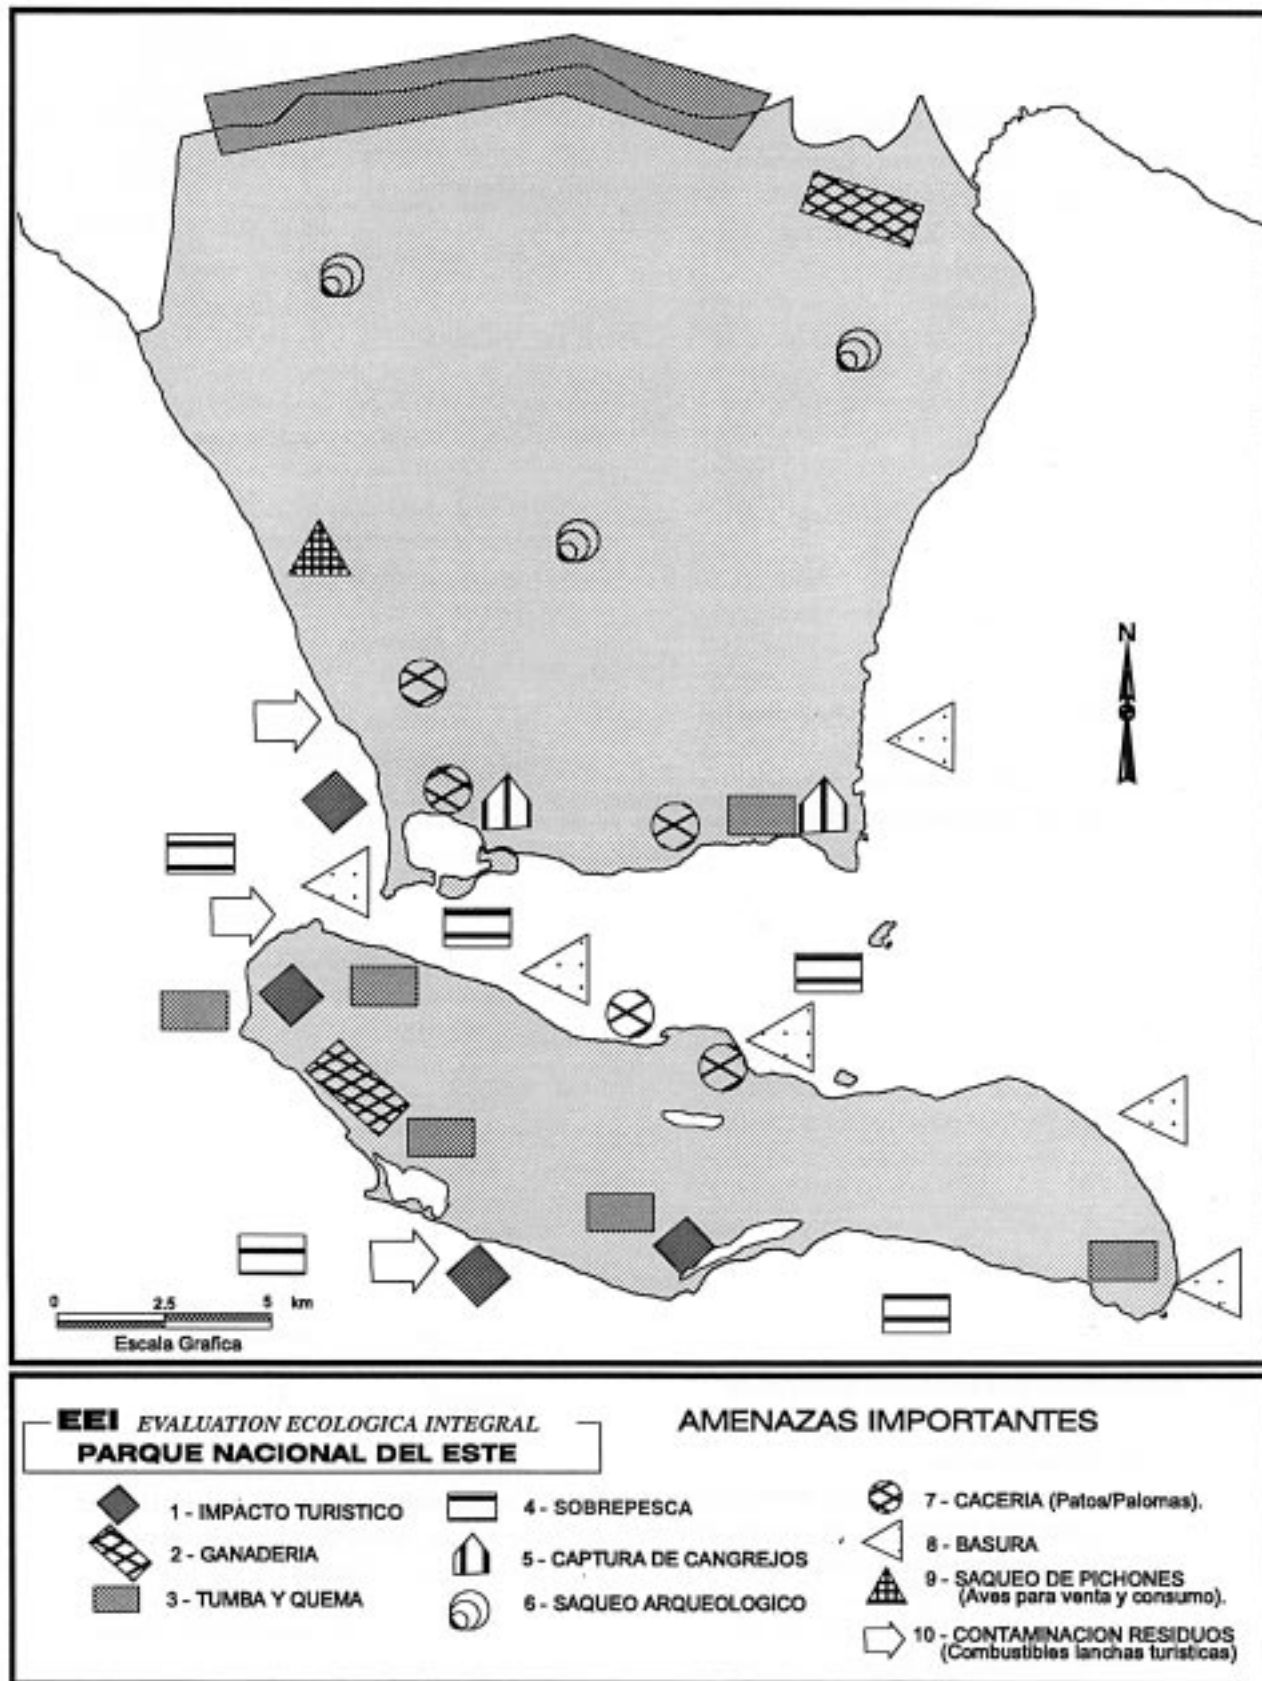 N
0 2.5 5 km
Escala Grafica
EEI EVALUATION ECOLOGICA INTEGRAL
PARQUE NACIONAL DEL ESTE
AMENAZAS IMPORTANTES
1 - IMPACTO TURISTICO
2 - GANADERIA
3 - TUMBA Y QUEMA
4 - SOBREPESCA
5 - CAPTURA DE CANGREJOS
6 - SAQUEO ARQUEOLOGICO
7 - CACERIA (Patos/Palomas).
8 - BASURA
9 - SAQUEO DE PICHONES
(Aves para venta y consumo).
10 - CONTAMINACION RESIDUOS
(Combustibles lanchas turisticas)